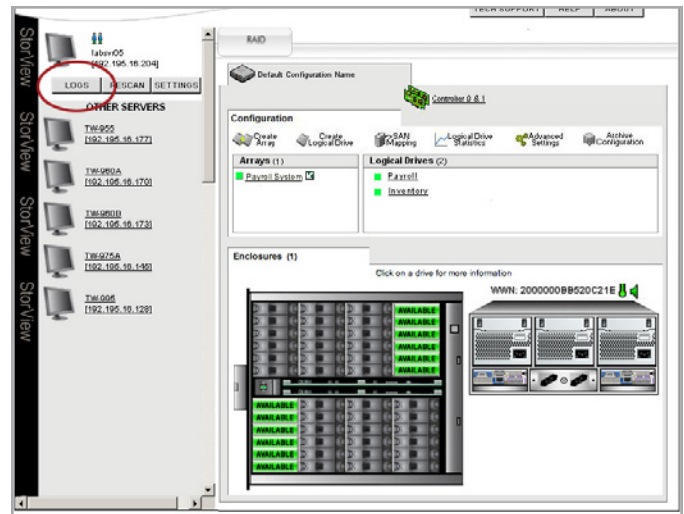 TECH SUPPORT HELP ABOUT
StorView
StorView
StorView
StorView
labsvr05
[192.195.16.204]
LOGS RESCAN SETTINGS
OTHER SERVERS
TW-955
[192.195.16.177]
TW-960A
[192.195.16.170]
TW-960B
[192.195.16.173]
TW-975A
[192.195.16.146]
TW-995
[192.195.16.128]
RAID
Default Configuration Name
Controller 0 & 1
Configuration
Create Array
Create Logical Drive
SAN Mapping
Logical Drive Statistics
Advanced Settings
Archive Configuration
Arrays (1)
Payroll System
Logical Drives (2)
Payroll
Inventory
Enclosures (1)
Click on a drive for more information
WWN: 2000000BB520C21E
AVAILABLE
AVAILABLE
AVAILABLE
AVAILABLE
AVAILABLE
AVAILABLE
AVAILABLE
AVAILABLE
AVAILABLE
AVAILABLE
AVAILABLE
AVAILABLE